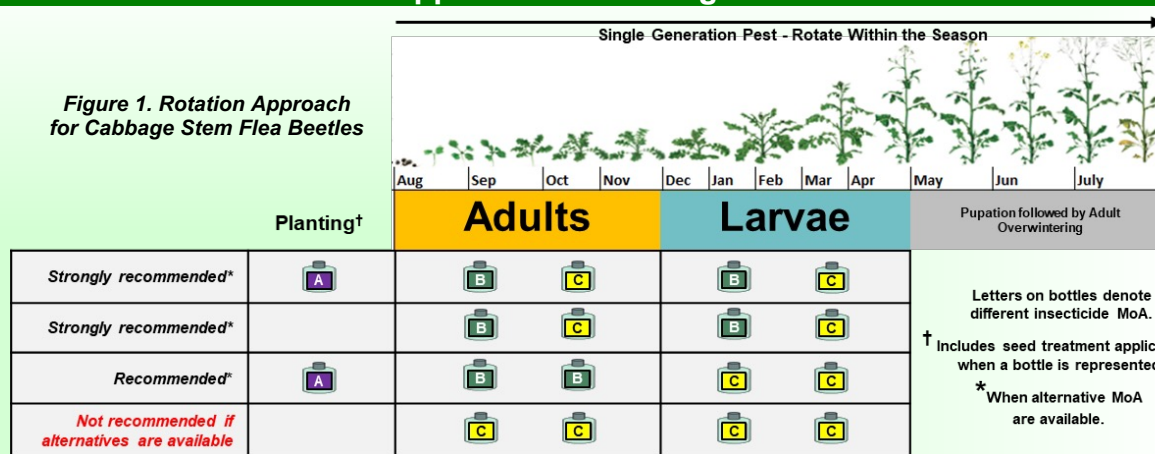 Single Generation Pest - Rotate Within the Season
Figure 1. Rotation Approach
for Cabbage Stem Flea Beetles
Aug Sep Oct Nov Dec Jan Feb Mar Apr May Jun July
Planting†
Adults
Larvae
Pupation followed by Adult
Overwintering
Strongly recommended* A B C B C
Strongly recommended* B C B C
Recommended* A B B C C
Not recommended if
alternatives are available
C C C C
Letters on bottles denote
different insecticide MoA.
† Includes seed treatment
when a bottle is
*When alternative MoA
are available.